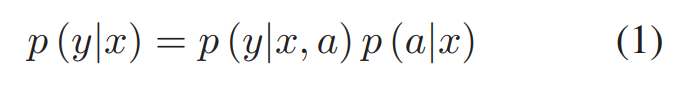 p (y|x) = p (y|x, a) p (a|x) (1)